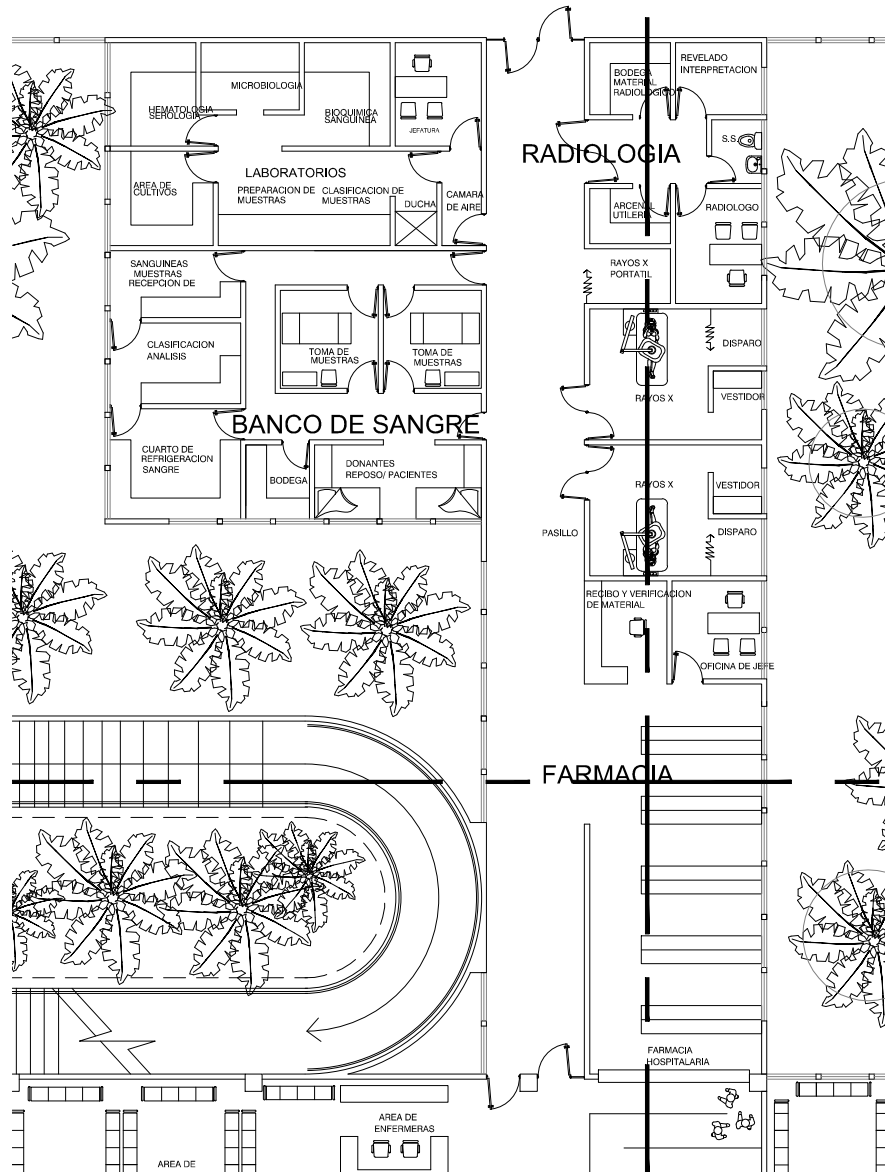 MICROBIOLOGIA
HEMATOLOGIA
SEROLOGIA
BIOQUIMICA
SANGUINEA
JEFATURA
LABORATORIOS
AREA DE
CULTIVOS
PREPARACION DE
MUESTRAS
CLASIFICACION DE
MUESTRAS
DUCHA
CAMARA
DE AIRE
BODEGA
MATERIAL
RADIOLOGICO
REVELADO
INTERPRETACION
S.S.
RADIOLOGIA
ARCENAL
UTILERIA
RADIOLOGO
RAYOS X
PORTATIL
SANGUINEAS
MUESTRAS
RECEPCION DE
CLASIFICACION
ANALISIS
TOMA DE
MUESTRAS
TOMA DE
MUESTRAS
DISPARO
RAYOS X
VESTIDOR
BANCO DE SANGRE
CUARTO DE
REFRIGERACION
SANGRE
BODEGA
DONANTES
REPOSO/ PACIENTES
RAYOS X
VESTIDOR
PASILLO
DISPARO
RECIBO Y VERIFICACION
DE MATERIAL
OFICINA DE JEFE
FARMACIA
FARMACIA
HOSPITALARIA
AREA DE
ENFERMERAS
AREA DE